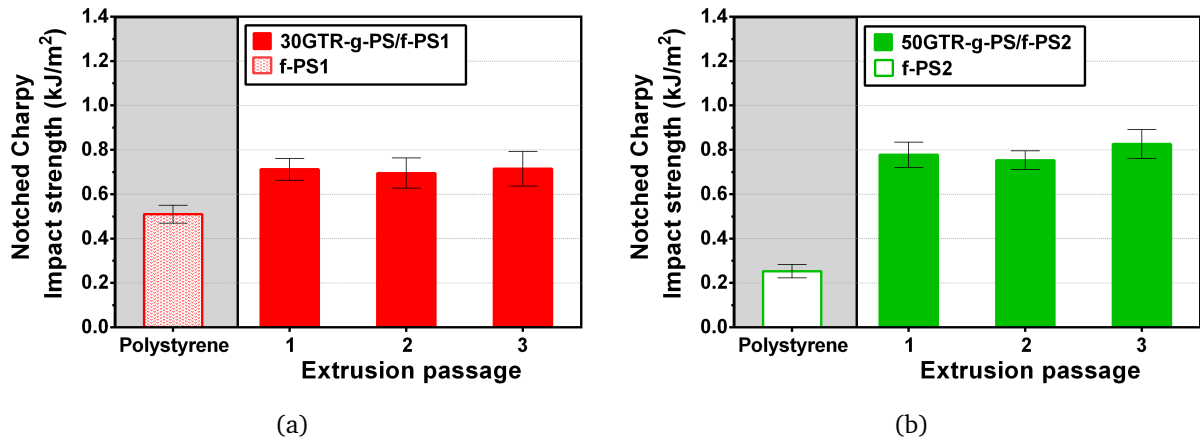 Notched Charpy
Impact strength (kJ/m²)
1.4
1.2
1.0
0.8
0.6
0.4
0.2
0.0
30GTR-g-PS/f-PS1
f-PS1
Polystyrene 1 2 3
Extrusion passage
(a)
Notched Charpy
Impact strength (kJ/m²)
1.4
1.2
1.0
0.8
0.6
0.4
0.2
0.0
50GTR-g-PS/f-PS2
f-PS2
Polystyrene 1 2 3
Extrusion passage
(b)